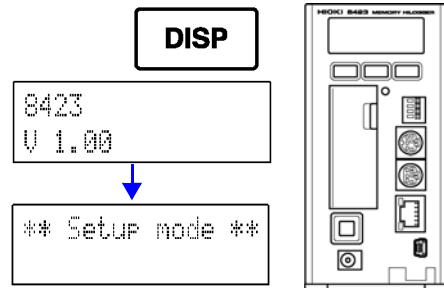 DISP
8423
V 1.00
** Setup mode **
HIOKI 8423 MEMORY HiLOGGER